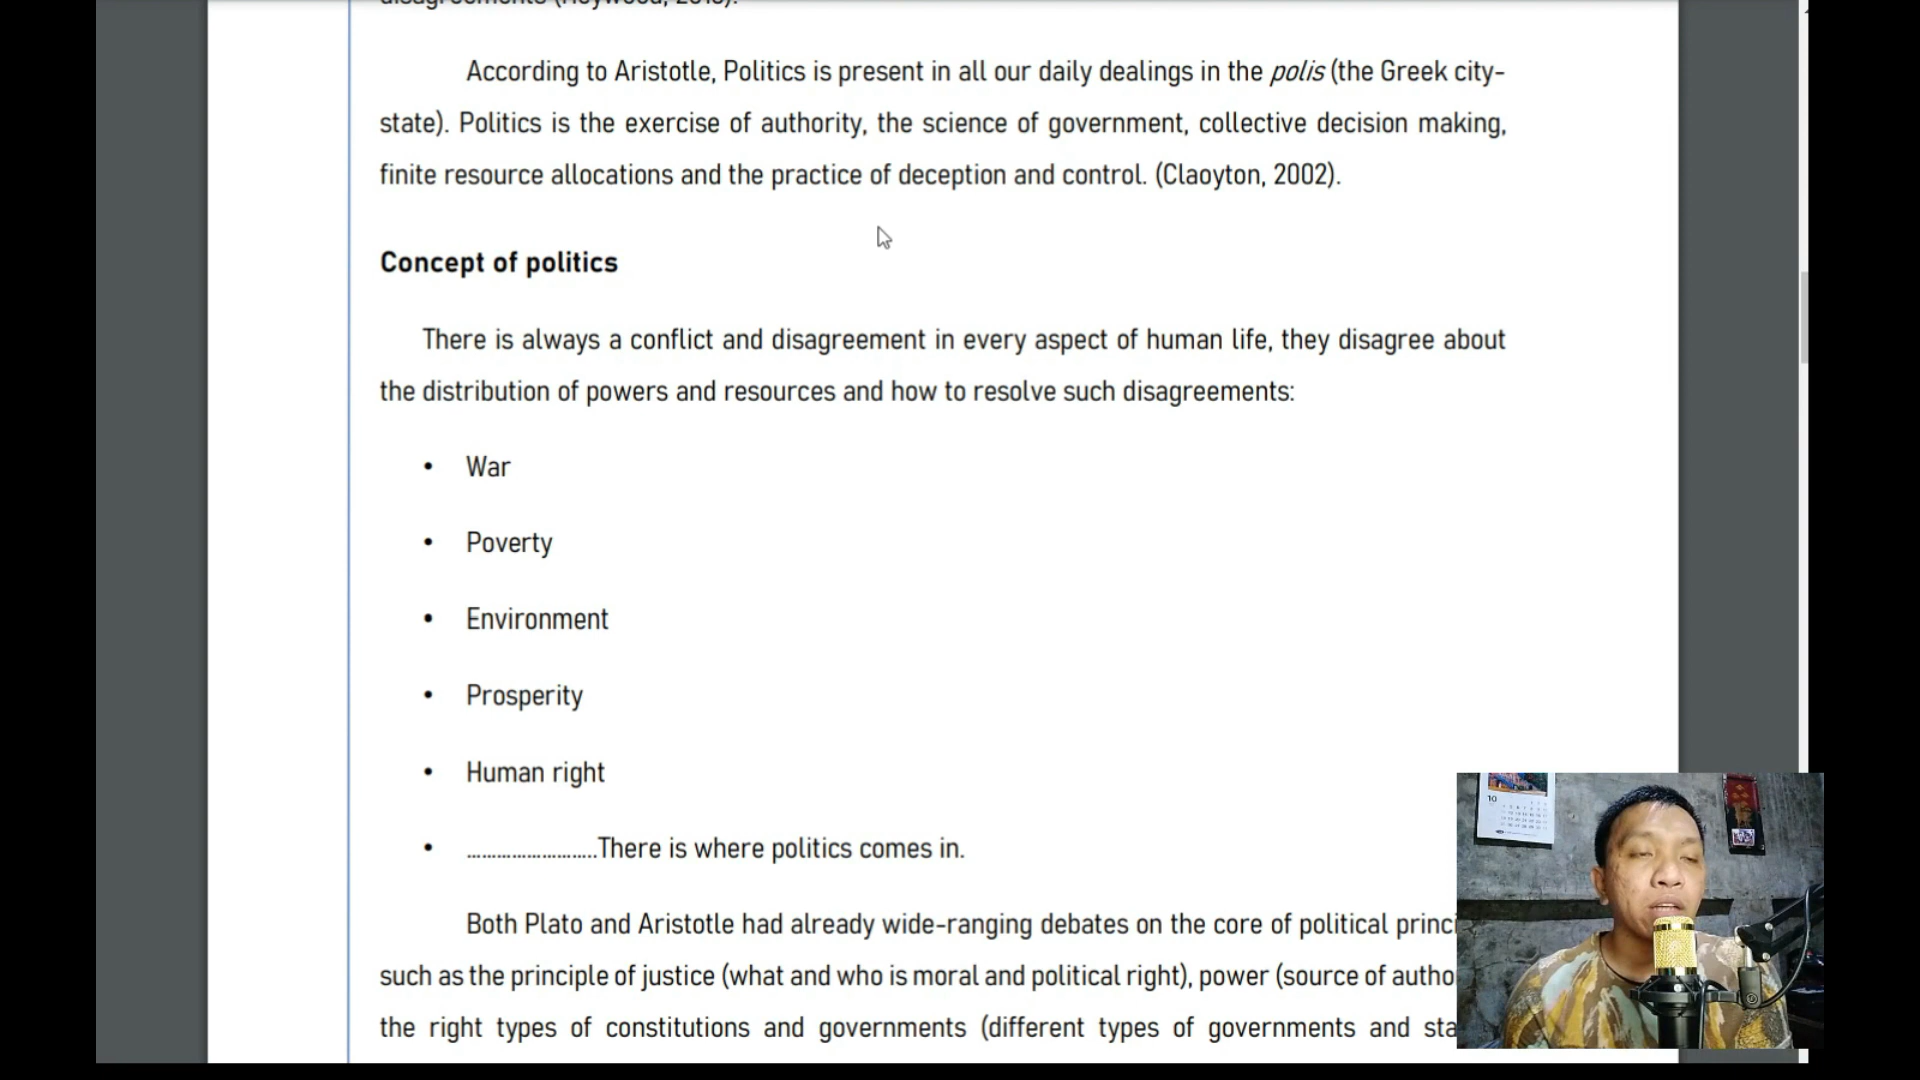 According to Aristotle, Politics is present in all our daily dealings in the polis (the Greek city-
state). Politics is the exercise of authority, the science of government, collective decision making,
finite resource allocations and the practice of deception and control. (Claoyton, 2002).
Concept of politics
There is always a conflict and disagreement in every aspect of human life, they disagree about
the distribution of powers and resources and how to resolve such disagreements:
• War
• Poverty
• Environment
• Prosperity
• Human right
• ..........................There is where politics comes in.
Both Plato and Aristotle had already wide-ranging debates on the core of political princi
such as the principle of justice (what and who is moral and political right), power (source of autho
the right types of constitutions and governments (different types of governments and sta
10